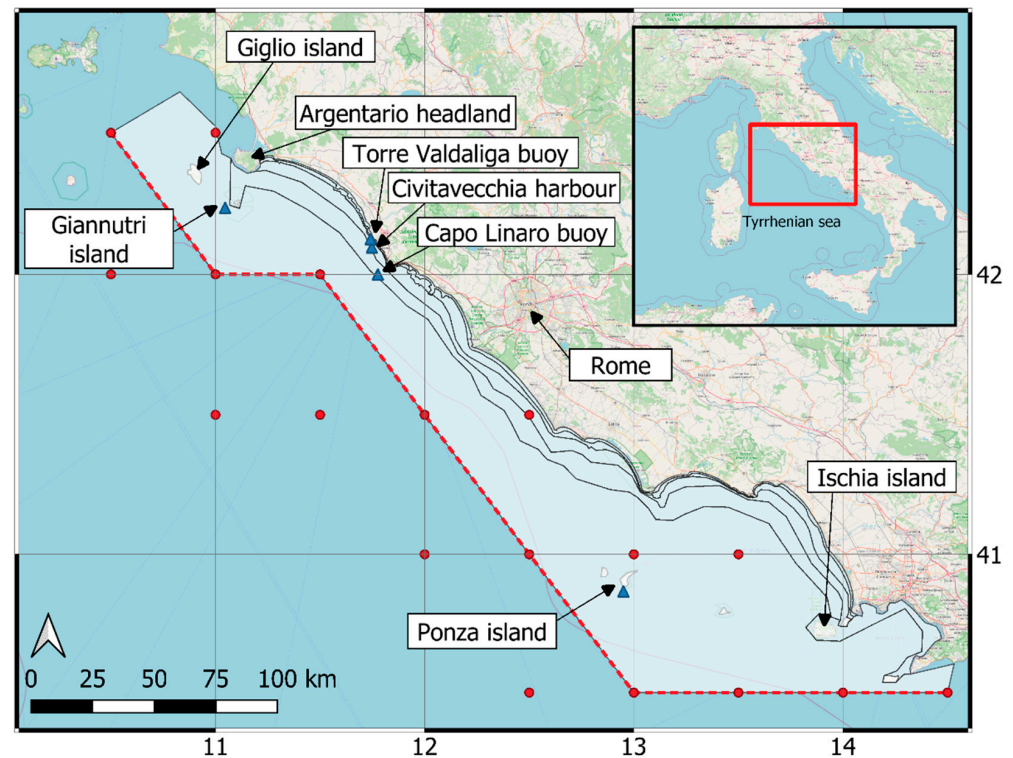 Giglio island
Argentario headland
Torre Valdaliga buoy
Civitavecchia harbour
Capo Linaro buoy
Giannutri
island
Rome
Ischia island
Ponza island
Tyrrhenian sea
42
41
0 25 50 75 100 km
11 12 13 14